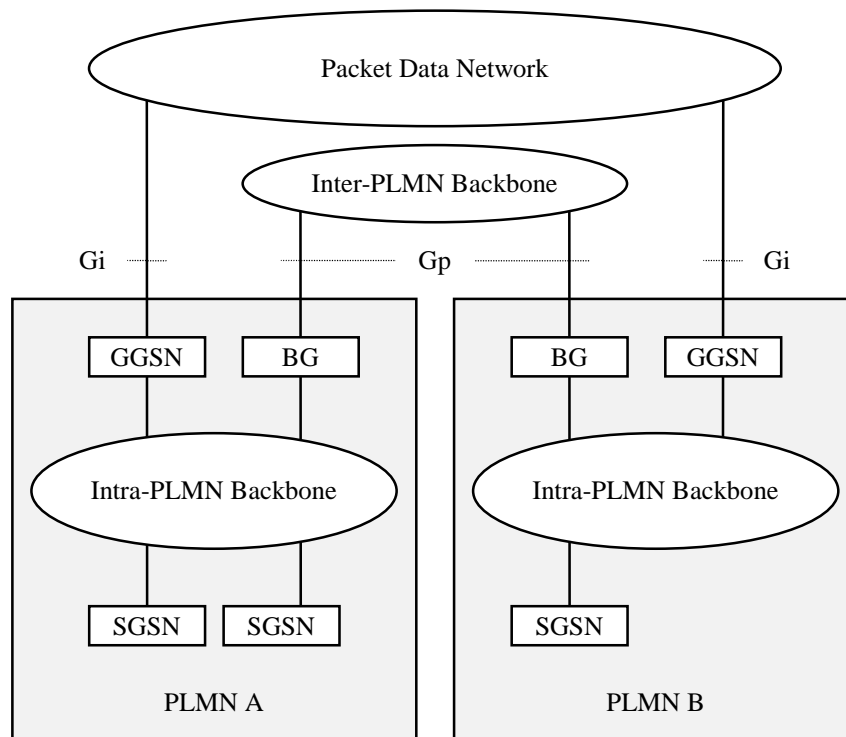 Packet Data Network
Inter-PLMN Backbone
Gi Gp Gi
GGSN BG BG GGSN
Intra-PLMN Backbone Intra-PLMN Backbone
SGSN SGSN SGSN
PLMN A PLMN B